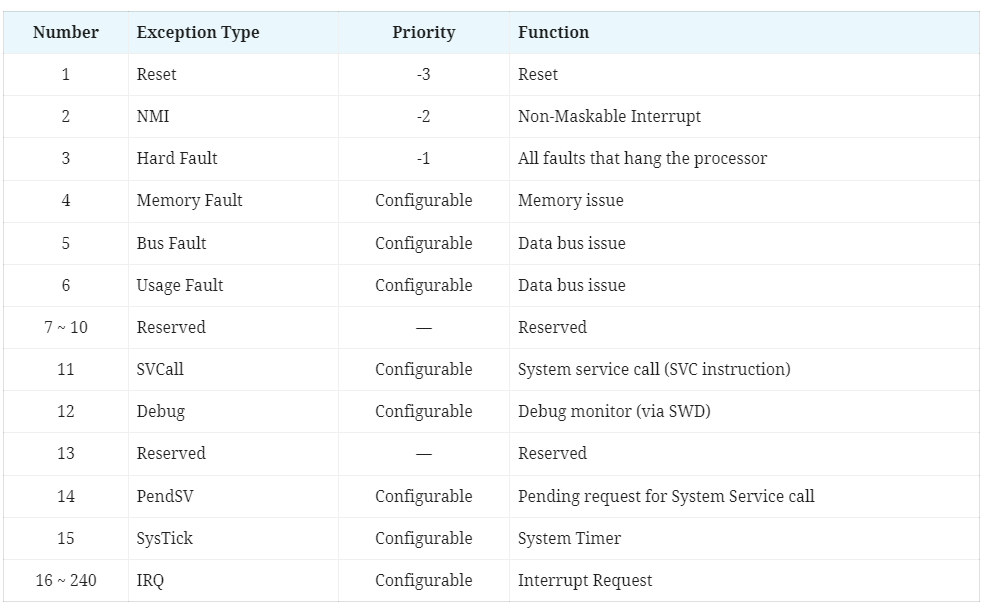 Number Exception Type Priority Function
1 Reset -3 Reset
2 NMI -2 Non-Maskable Interrupt
3 Hard Fault -1 All faults that hang the processor
4 Memory Fault Configurable Memory issue
5 Bus Fault Configurable Data bus issue
6 Usage Fault Configurable Data bus issue
7 ~ 10 Reserved — Reserved
11 SVCall Configurable System service call (SVC instruction)
12 Debug Configurable Debug monitor (via SWD)
13 Reserved — Reserved
14 PendSV Configurable Pending request for System Service call
15 SysTick Configurable System Timer
16 ~ 240 IRQ Configurable Interrupt Request